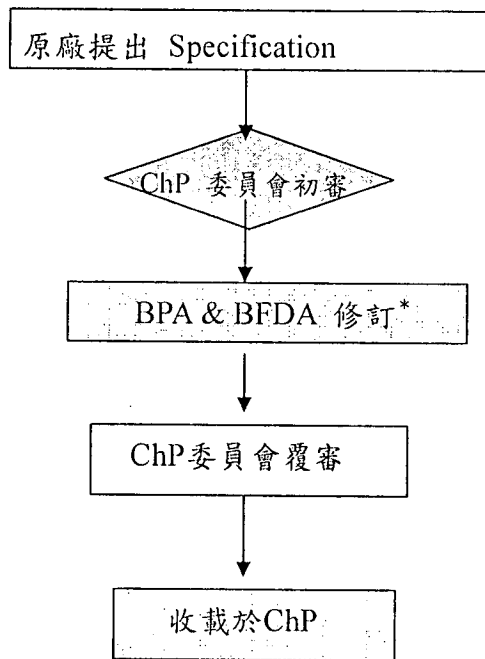 原廠提出 Specification
ChP 委員會初審
BPA & BFDA 修訂*
ChP委員會覆審
收載於ChP